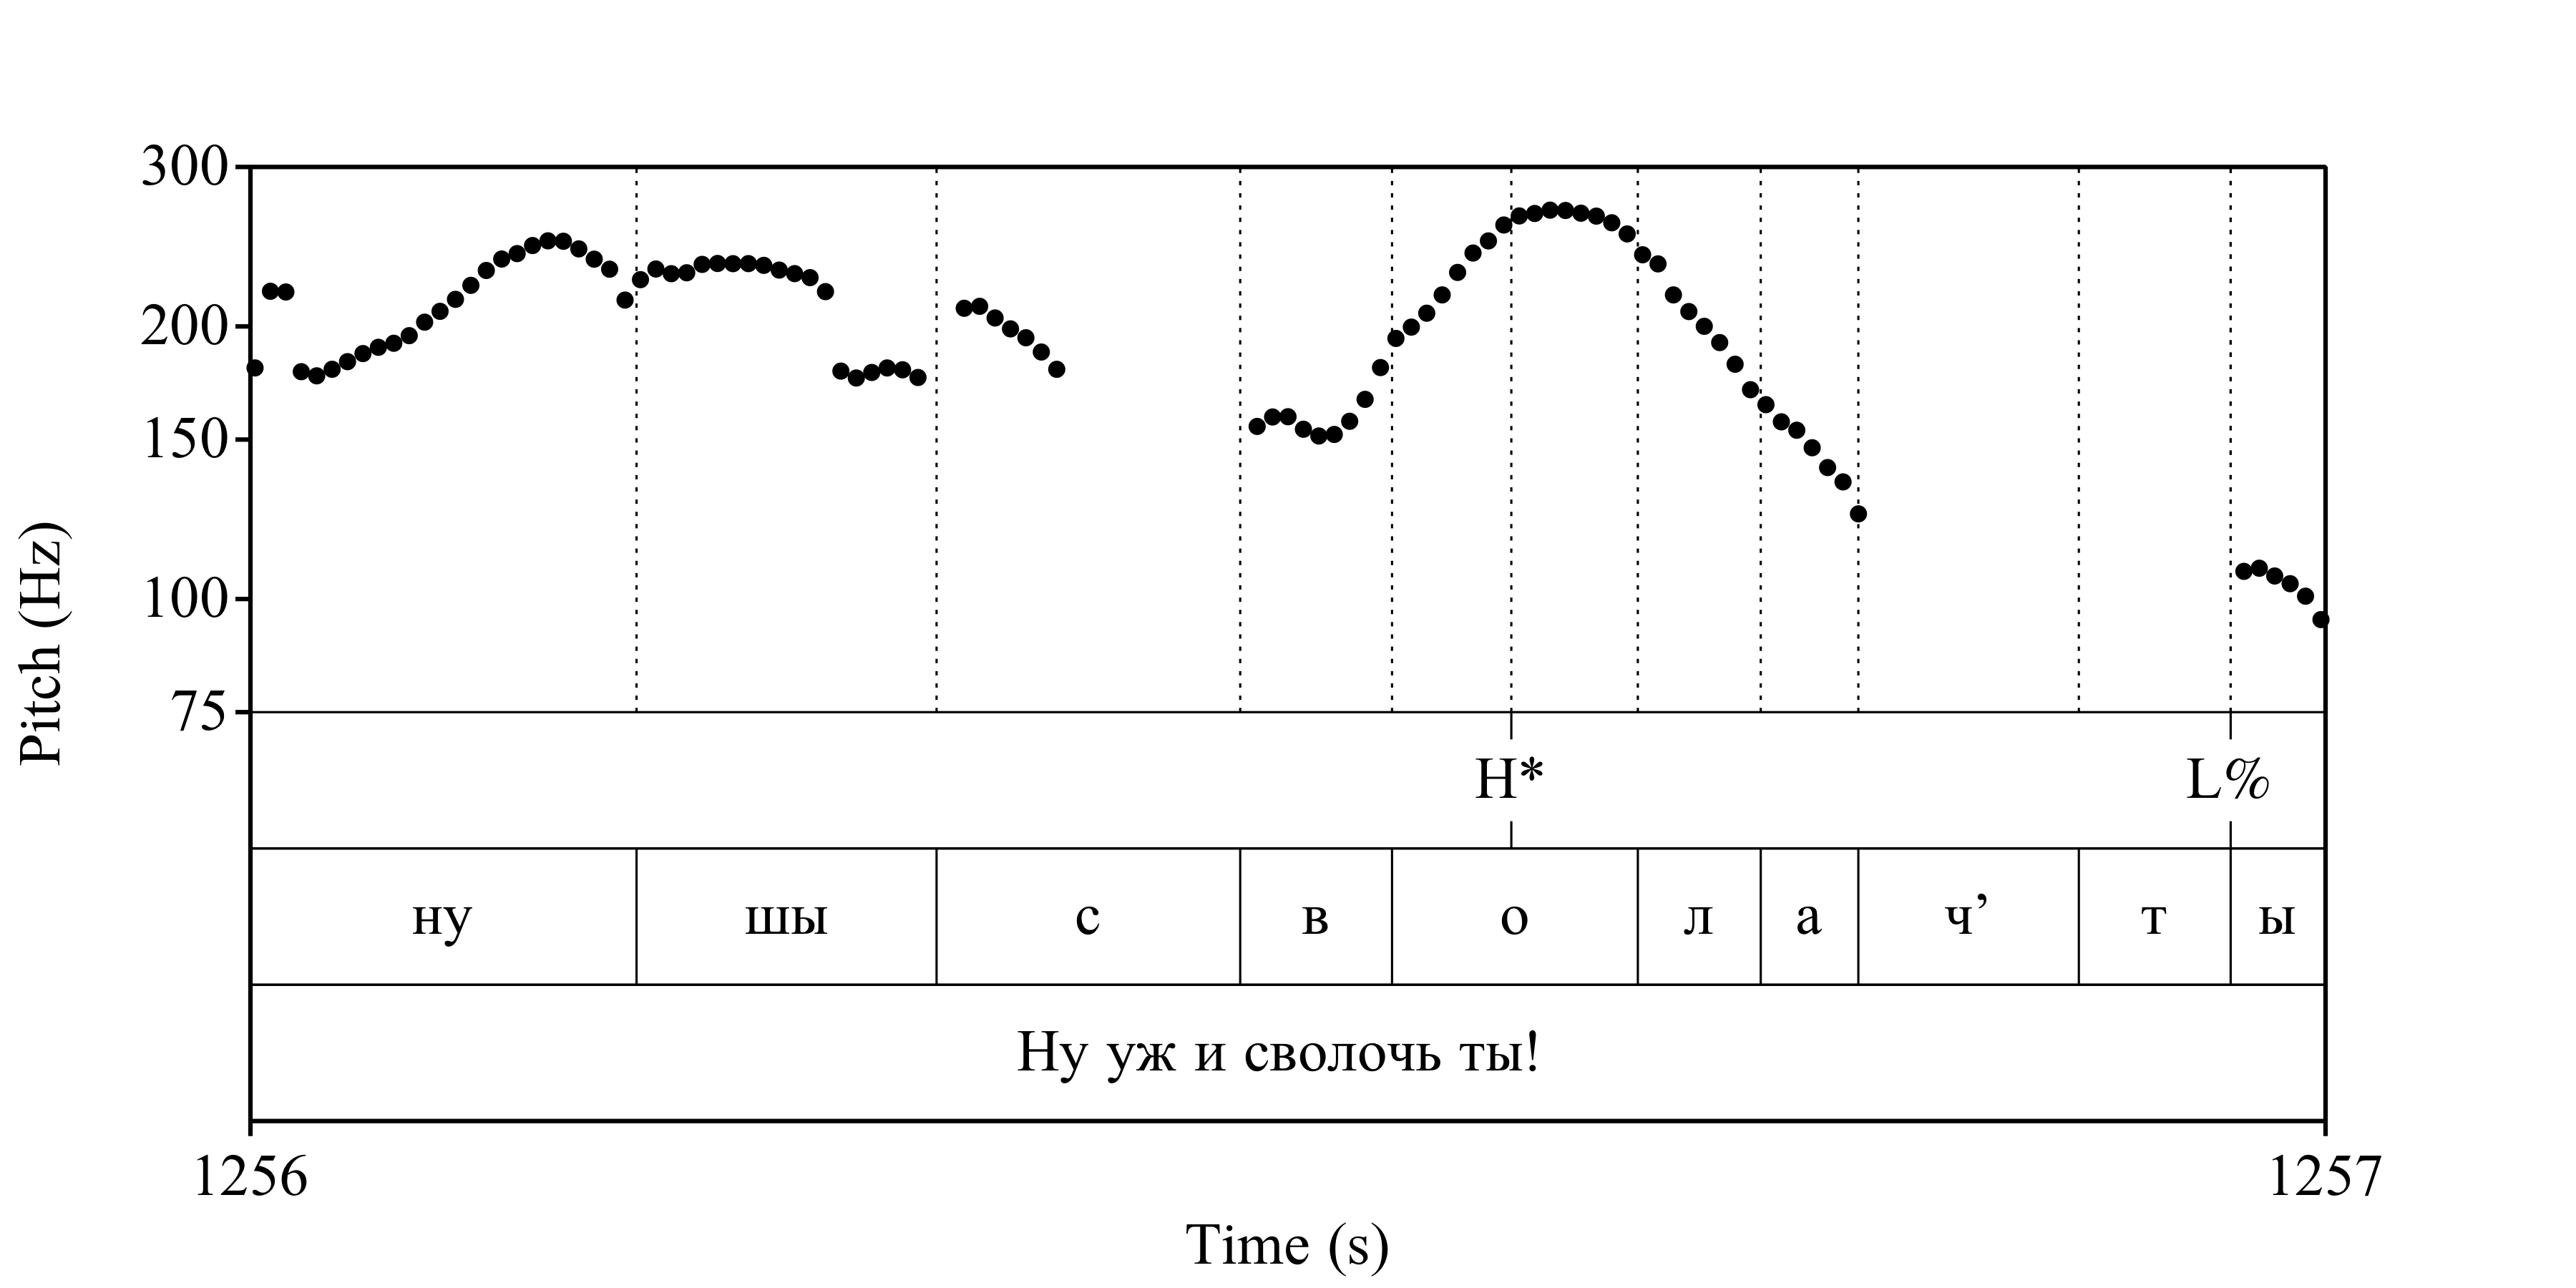 300
200
150
100
75
Pitch (Hz)
H* L%
ну шы с в о л а ч’ т ы
Ну уж и сволочь ты!
1256 1257
Time (s)